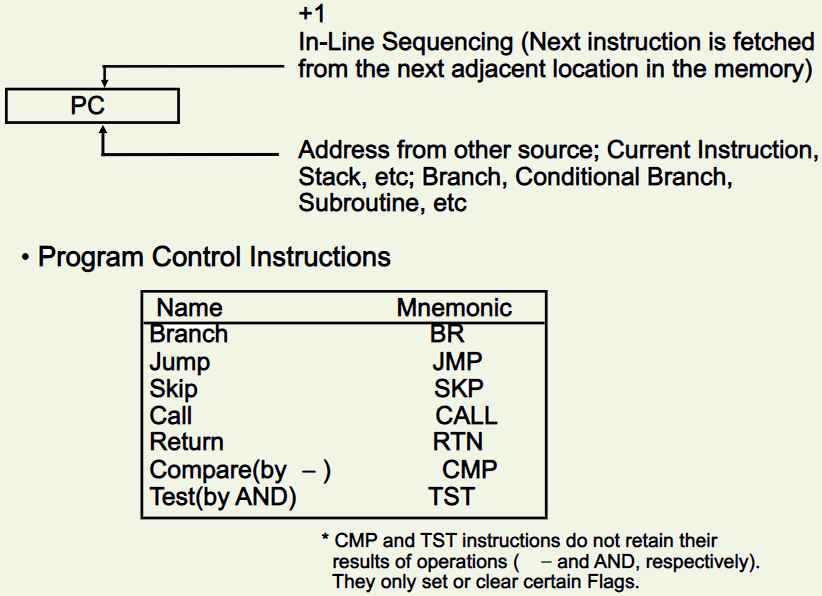 +1
In-Line Sequencing (Next instruction is fetched
from the next adjacent location in the memory)
PC
Address from other source; Current Instruction,
Stack, etc; Branch, Conditional Branch,
Subroutine, etc
• Program Control Instructions
Name Mnemonic
Branch BR
Jump JMP
Skip SKP
Call CALL
Return RTN
Compare(by − ) CMP
Test(by AND) TST
* CMP and TST instructions do not retain their
results of operations ( − and AND, respectively).
They only set or clear certain Flags.